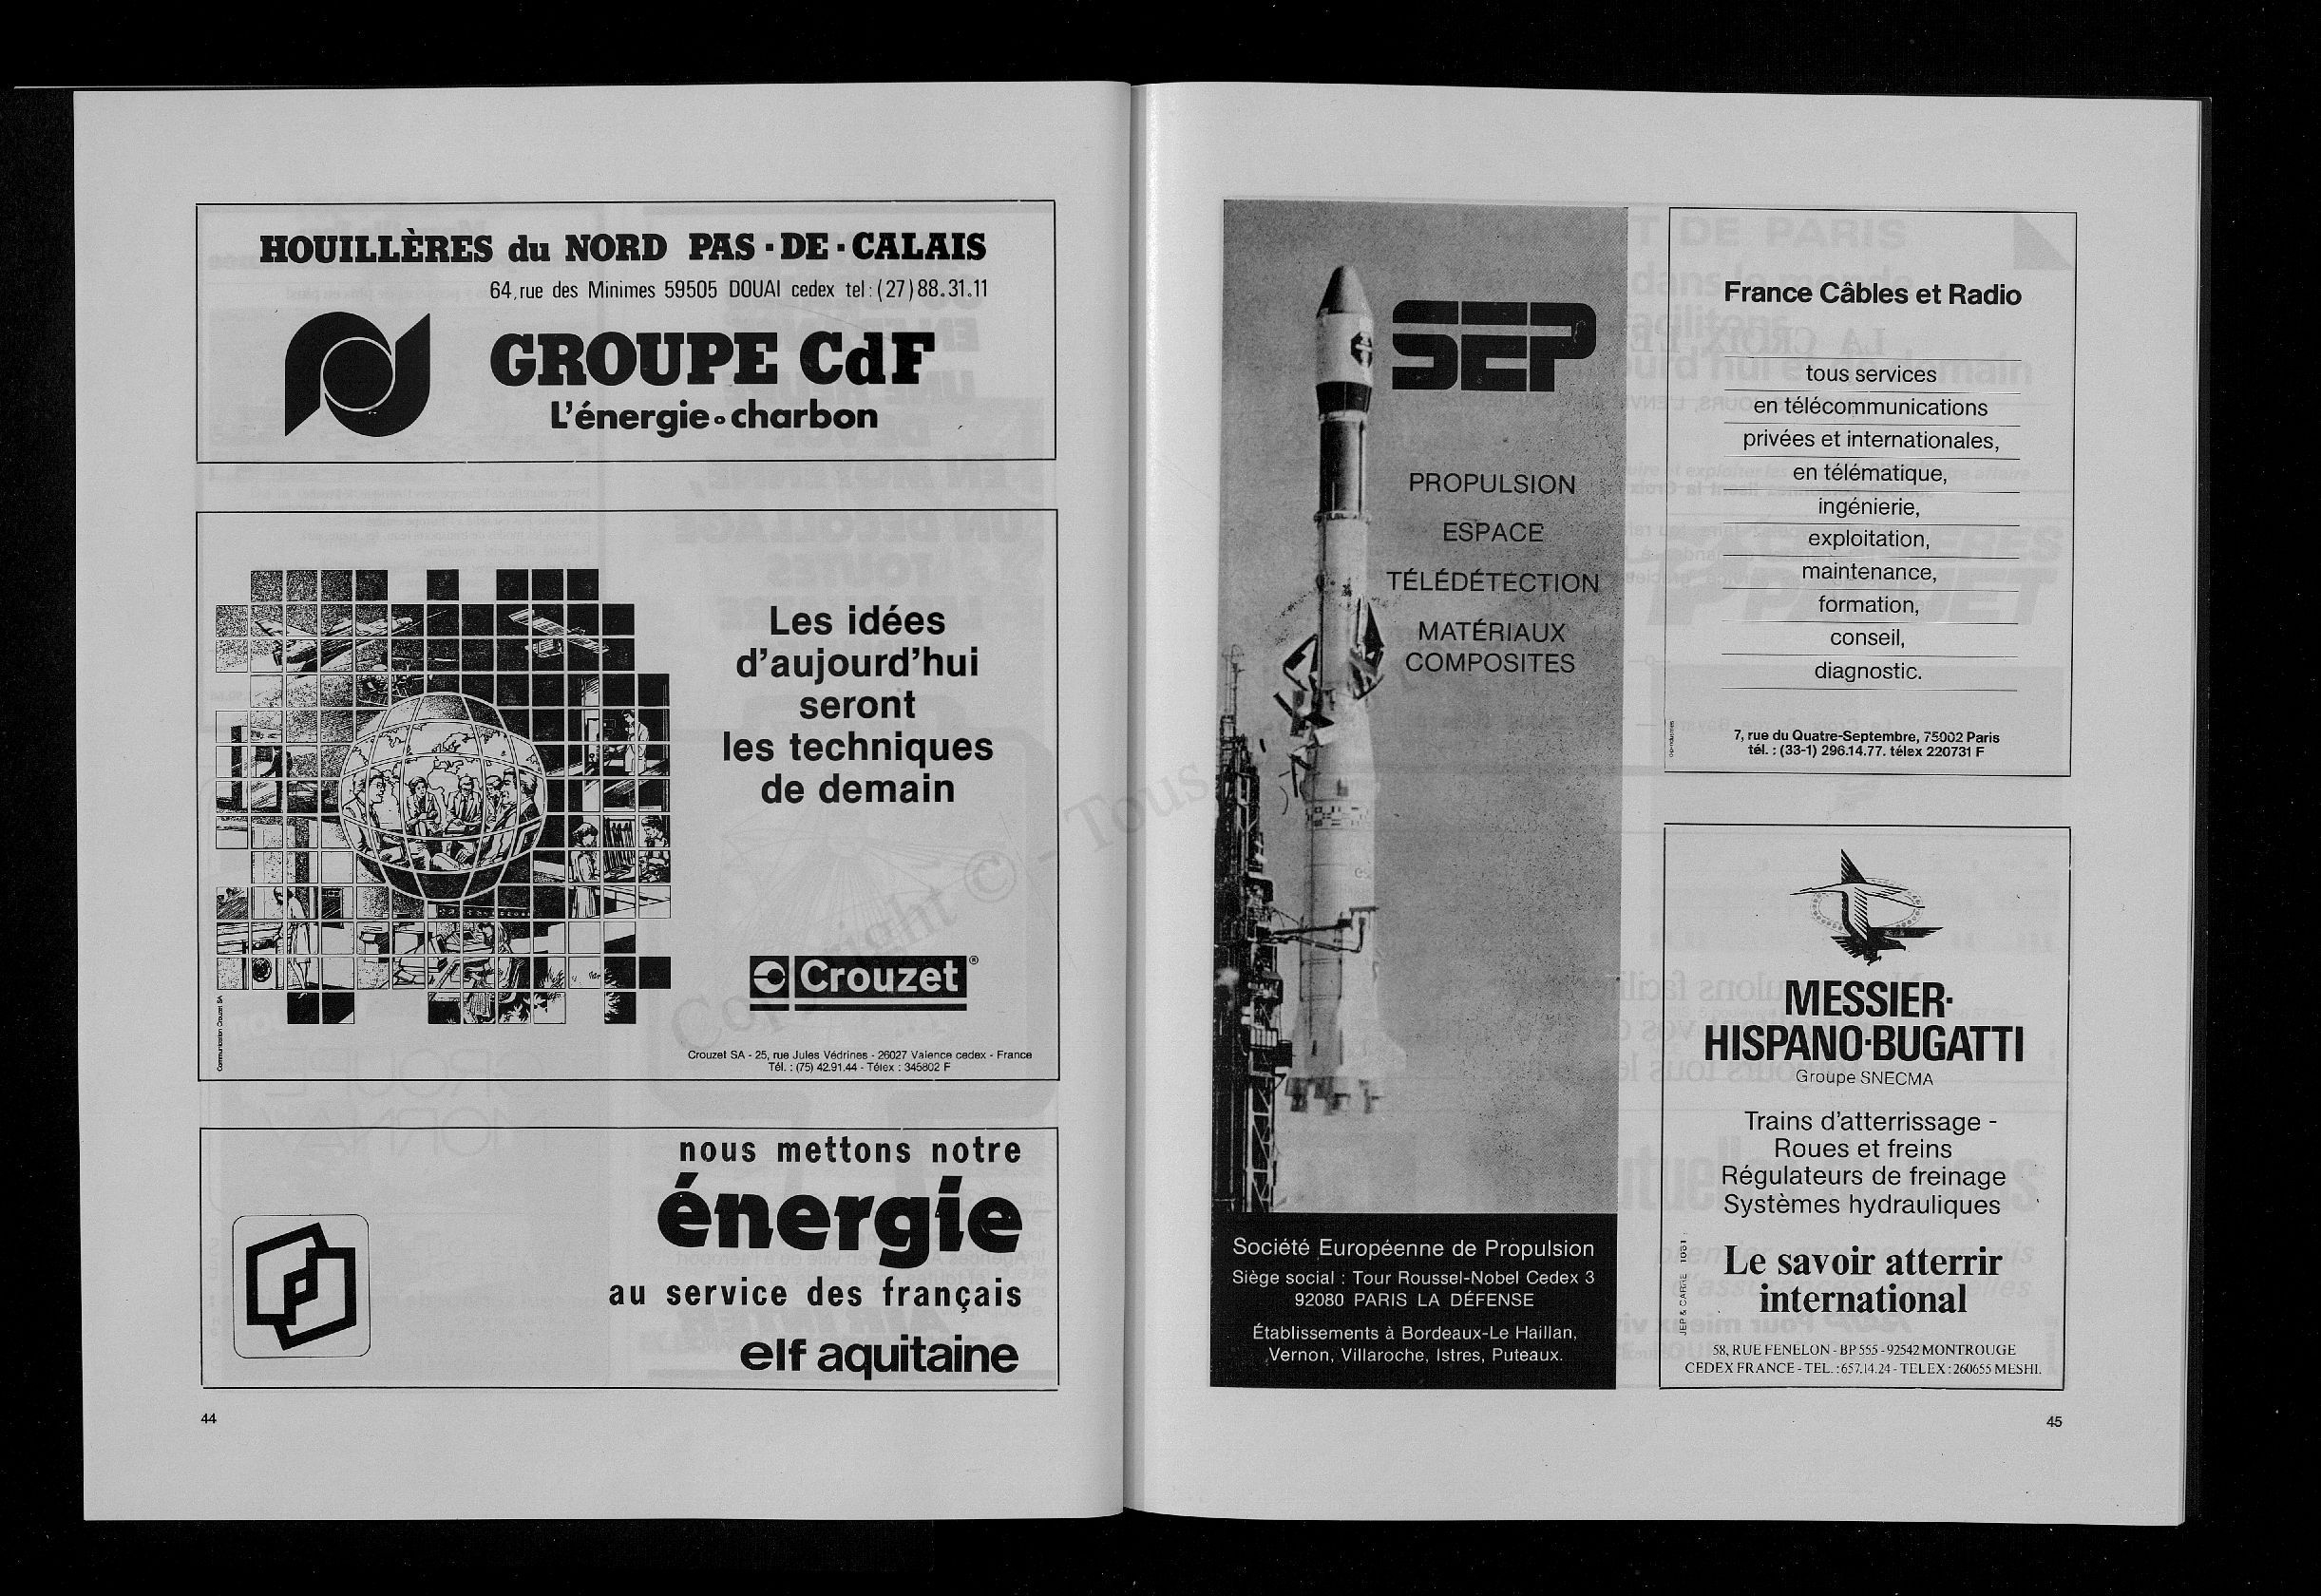 HOUILLÈRES du NORD PAS-DE-CALAIS
64, rue des Minimes 59505 DOUAI cedex tel: (27) 88.31.11
GROUPE CdF
L'énergie charbon
Les idées
d'aujourd'hui
seront
les techniques
de demain
Crouzet®
Communication Crouzet SA
Crouzet SA - 25, rue Jules Védrines - 26027 Valence cedex - France
Tél. : (75) 42.91.44 - Télex : 345802 F
nous mettons notre
énergie
au service des français
elf aquitaine
44
SEP
PROPULSION
ESPACE
TÉLÉDÉTECTION
MATÉRIAUX
COMPOSITES
Société Européenne de Propulsion
Siège social : Tour Roussel-Nobel Cedex 3
92080 PARIS LA DÉFENSE
Établissements à Bordeaux-Le Haillan,
Vernon, Villaroche, Istres, Puteaux.
France Câbles et Radio
tous services
en télécommunications
privées et internationales,
en télématique,
ingénierie,
exploitation,
maintenance,
formation,
conseil,
diagnostic.
7, rue du Quatre-Septembre, 75002 Paris
tél. : (33-1) 296.14.77. télex 220731 F
MESSIER-
HISPANO-BUGATTI
Groupe SNECMA
Trains d'atterrissage -
Roues et freins
Régulateurs de freinage
Systèmes hydrauliques
Le savoir atterrir
international
JEP & CARRE 1081
58, RUE FENELON - BP 555 - 92542 MONTROUGE
CEDEX FRANCE - TEL. : 657.14.24 - TELEX : 260655 MESHI.
45
Copyright © - Tous